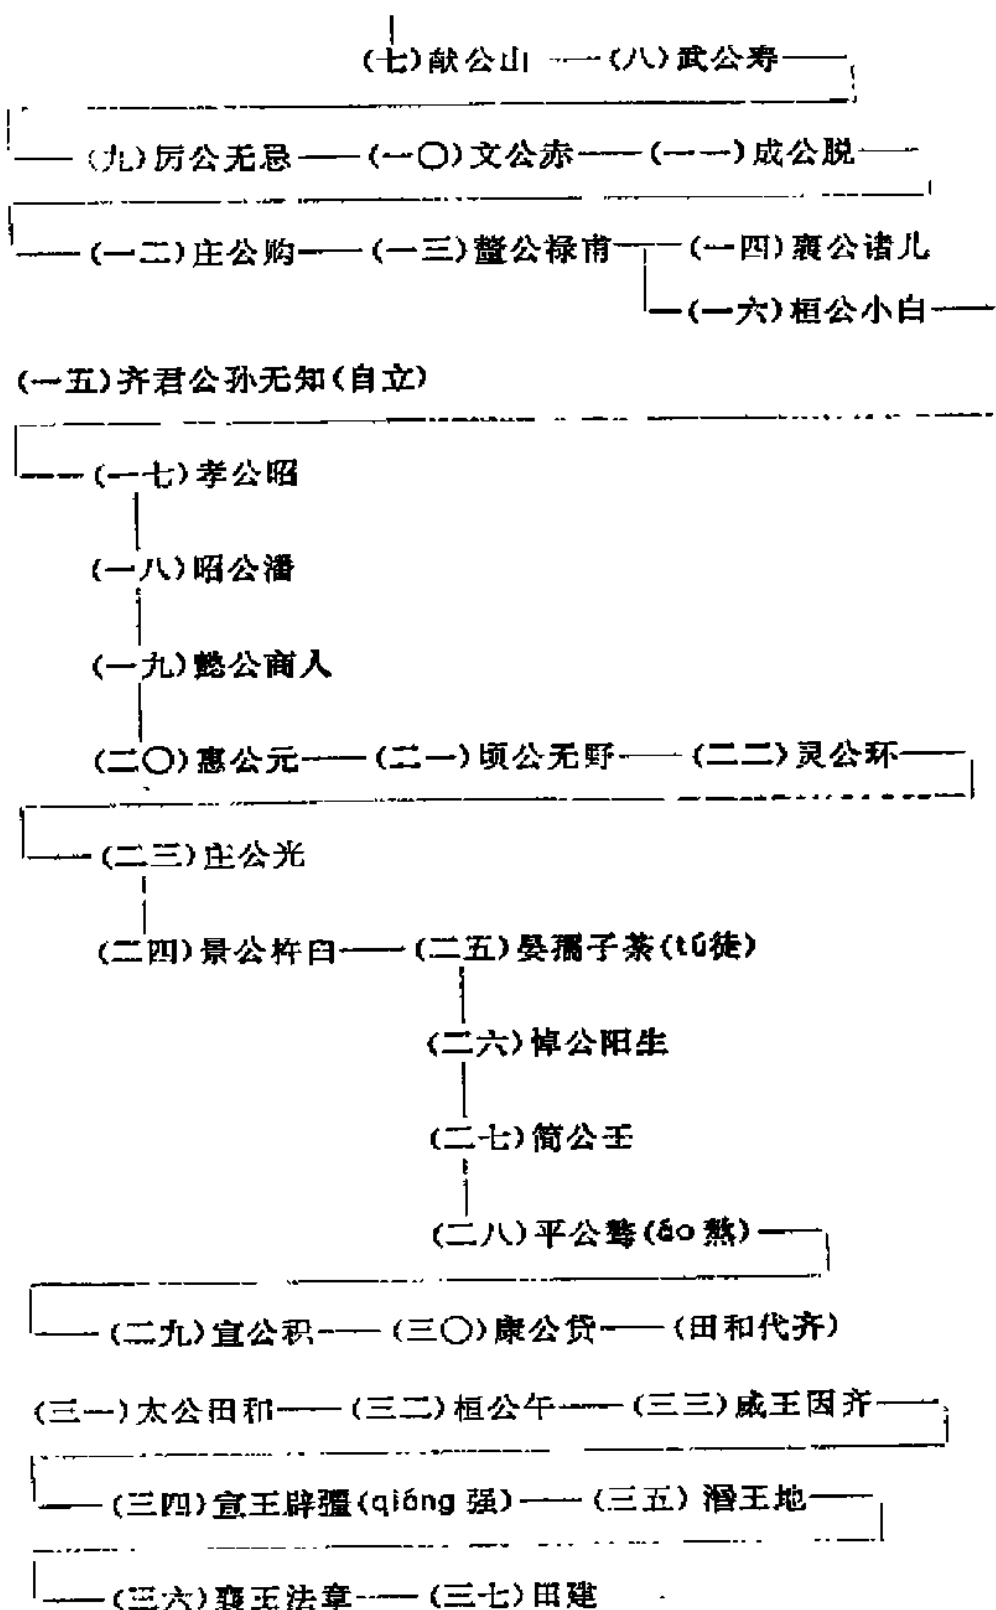 (七)献公山——(八)武公寿——
——(九)厉公无忌——(一〇)文公赤——(一一)成公脱——
——(一二)庄公购——(一三)釐公禄甫——(一四)襄公诸儿
——(一六)桓公小白——
(一五)齐君公孙无知(自立)
——(一七)孝公昭
(一八)昭公潘
(一九)懿公商人
(二〇)惠公元——(二一)顷公无野——(二二)灵公环——
——(二三)庄公光
(二四)景公杵臼——(二五)晏孺子荼(tú徒)
(二六)悼公阳生
(二七)简公壬
(二八)平公骜(áo熬)——
——(二九)宣公积——(三〇)康公贷——(田和代齐)
(三一)太公田和——(三二)桓公午——(三三)威王因齐——
——(三四)宣王辟彊(qiáng强)——(三五)湣王地——
——(三六)襄王法章——(三七)田建